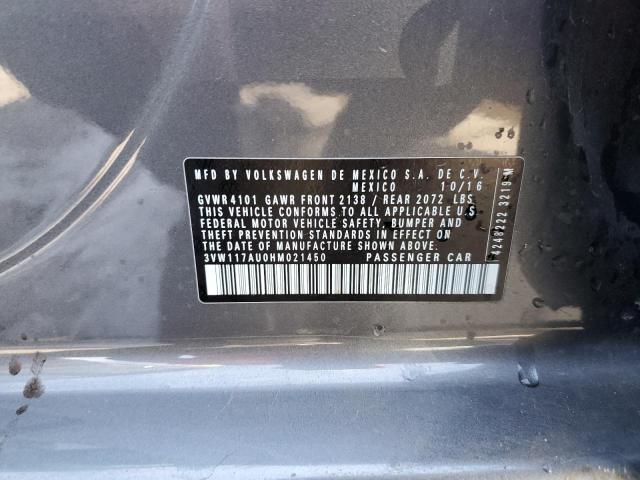 MFD BY VOLKSWAGEN DE MEXICO S.A. DE C.V.
MEXICO 10/16
GVWR 4101 GAWR FRONT 2138 / REAR 2072 LBS
THIS VEHICLE CONFORMS TO ALL APPLICABLE U.S
FEDERAL MOTOR VEHICLE SAFETY, BUMPER AND
THEFT PREVENTION STANDARDS IN EFFECT ON THE
DATE OF MANUFACTURE SHOWN ABOVE.
3VW117AU0HM021450 PASSENGER CAR
3219-M